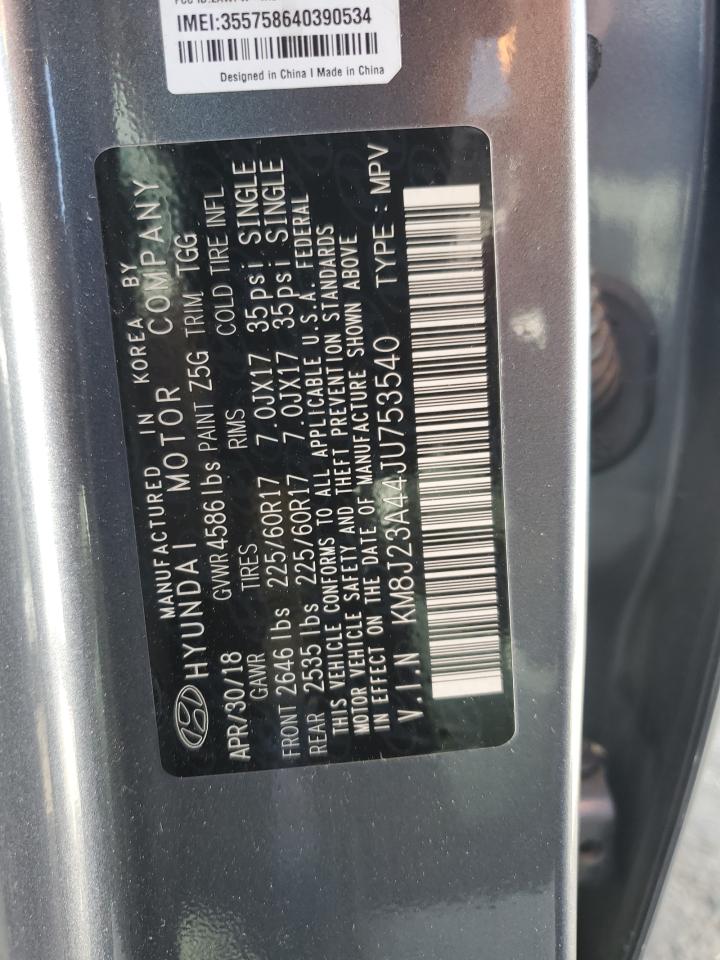 IMEI:355758640390534
Designed in China I Made in China
MANUFACTURED IN KOREA BY
HYUNDAI MOTOR COMPANY
APR/30/18 GVWR 4586 lbs PAINT Z5G TRIM TGG
GAWR TIRES RIMS COLD TIRE INFL
FRONT 2646 lbs 225/60R17 7.0JX17 35psi SINGLE
REAR 2535 lbs 225/60R17 7.0JX17 35psi SINGLE
THIS VEHICLE CONFORMS TO ALL APPLICABLE U.S.A. FEDERAL
MOTOR VEHICLE SAFETY AND THEFT PREVENTION STANDARDS
IN EFFECT ON THE DATE OF MANUFACTURE SHOWN ABOVE
V.I.N KM8J23A44JU753540 TYPE : MPV